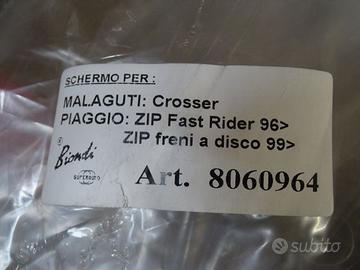 SCHERMO PER:
MALAGUTI: Crosser
PIAGGIO: ZIP Fast Rider 96>
ZIP freni a disco 99>
® Biondi
Art. 8060964
subito